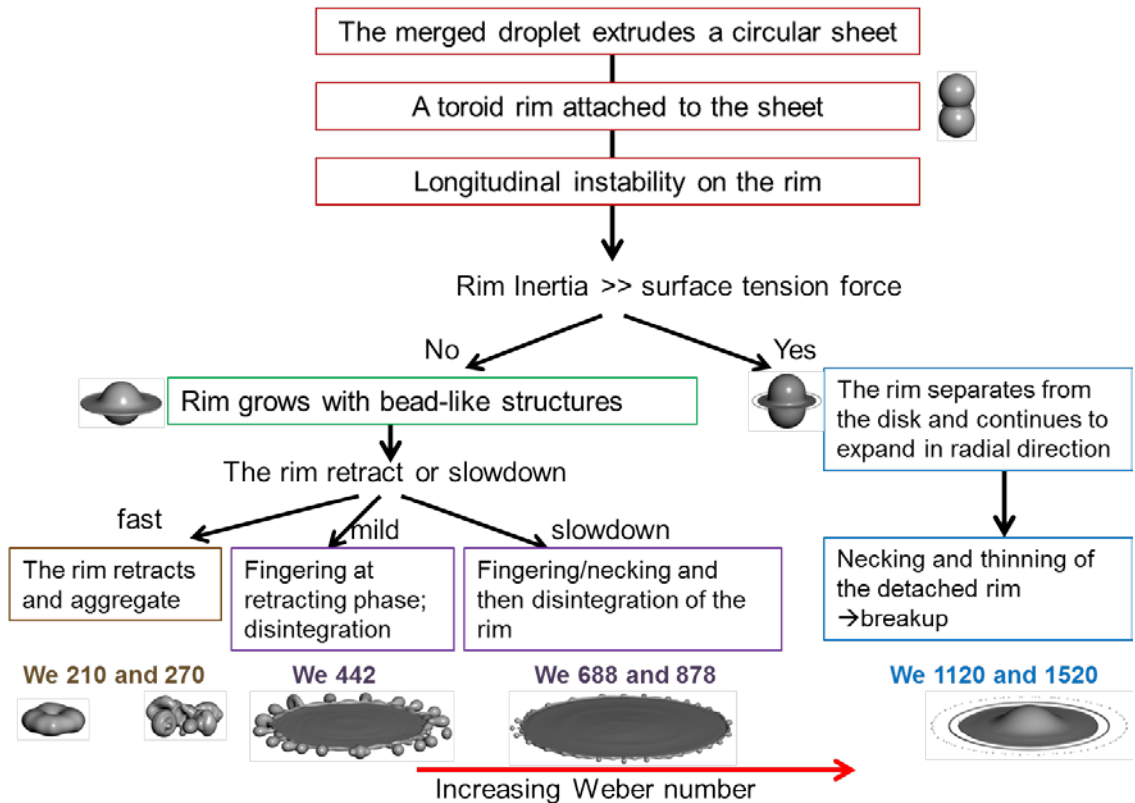 The merged droplet extrudes a circular sheet
A toroid rim attached to the sheet
Longitudinal instability on the rim
Rim Inertia >> surface tension force
No
Yes
Rim grows with bead-like structures
The rim separates from
the disk and continues to
expand in radial direction
The rim retract or slowdown
fast
mild
slowdown
The rim retracts
and aggregate
Fingering at
retracting phase;
disintegration
Fingering/necking and
then disintegration of the
rim
Necking and thinning of
the detached rim
→breakup
We 210 and 270
We 442
We 688 and 878
We 1120 and 1520
Increasing Weber number